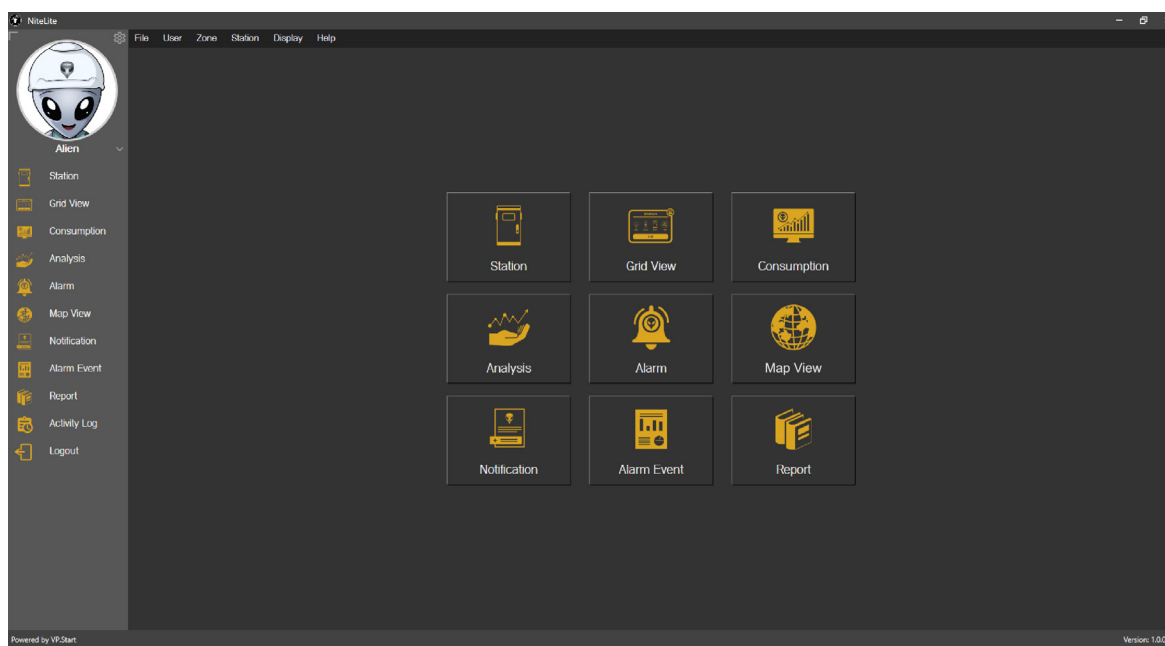 NiteLite
File User Zone Station Display Help
Alien
Station
Grid View
Consumption
Analysis
Alarm
Map View
Notification
Alarm Event
Report
Activity Log
Logout
Station Grid View Consumption
Analysis Alarm Map View
Notification Alarm Event Report
Powered by VP.Start
Version: 1.0.0